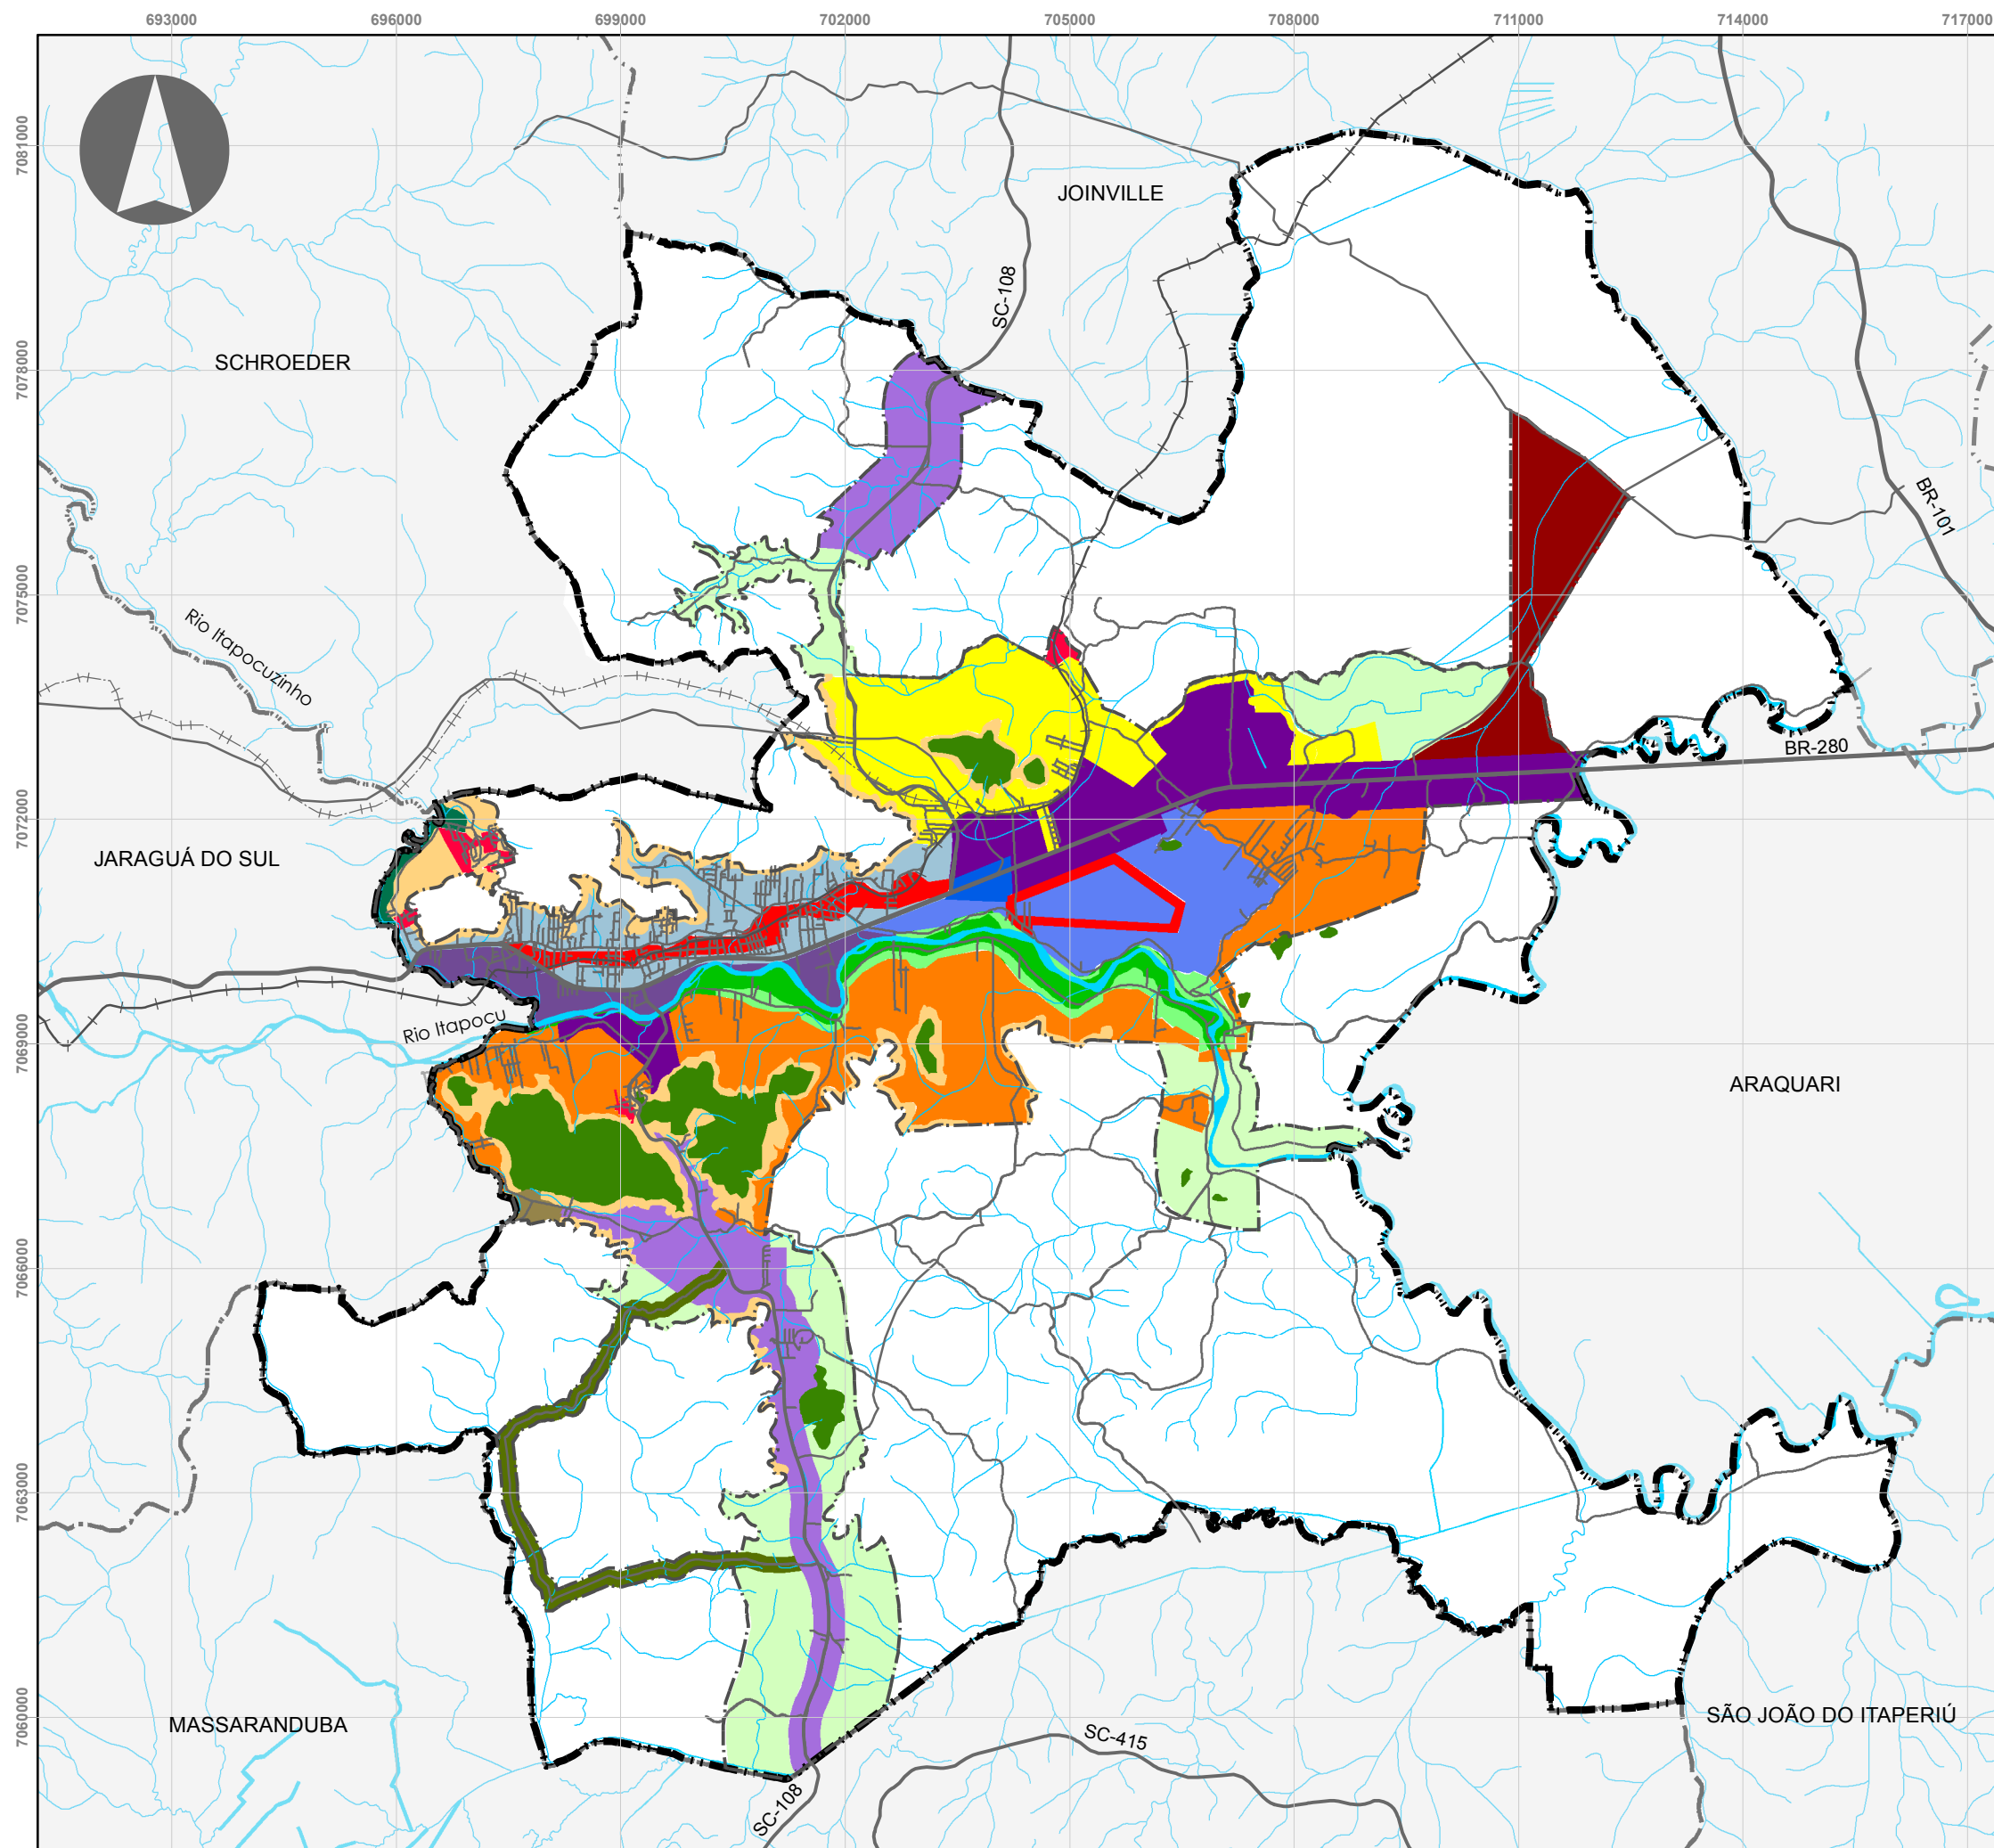 693000 696000 699000 702000 705000 708000 711000 714000 717000
7081000
JOINVILLE
SC-108
SCHROEDER
7078000
BR-101
7075000
Rio Itapocuzinho
BR-280
7072000
JARAGUÁ DO SUL
Rio Itapocu
7069000
ARAQUARI
7066000
7063000
7060000
MASSARANDUBA
SÃO JOÃO DO ITAPERIÚ
SC-415
SC-108